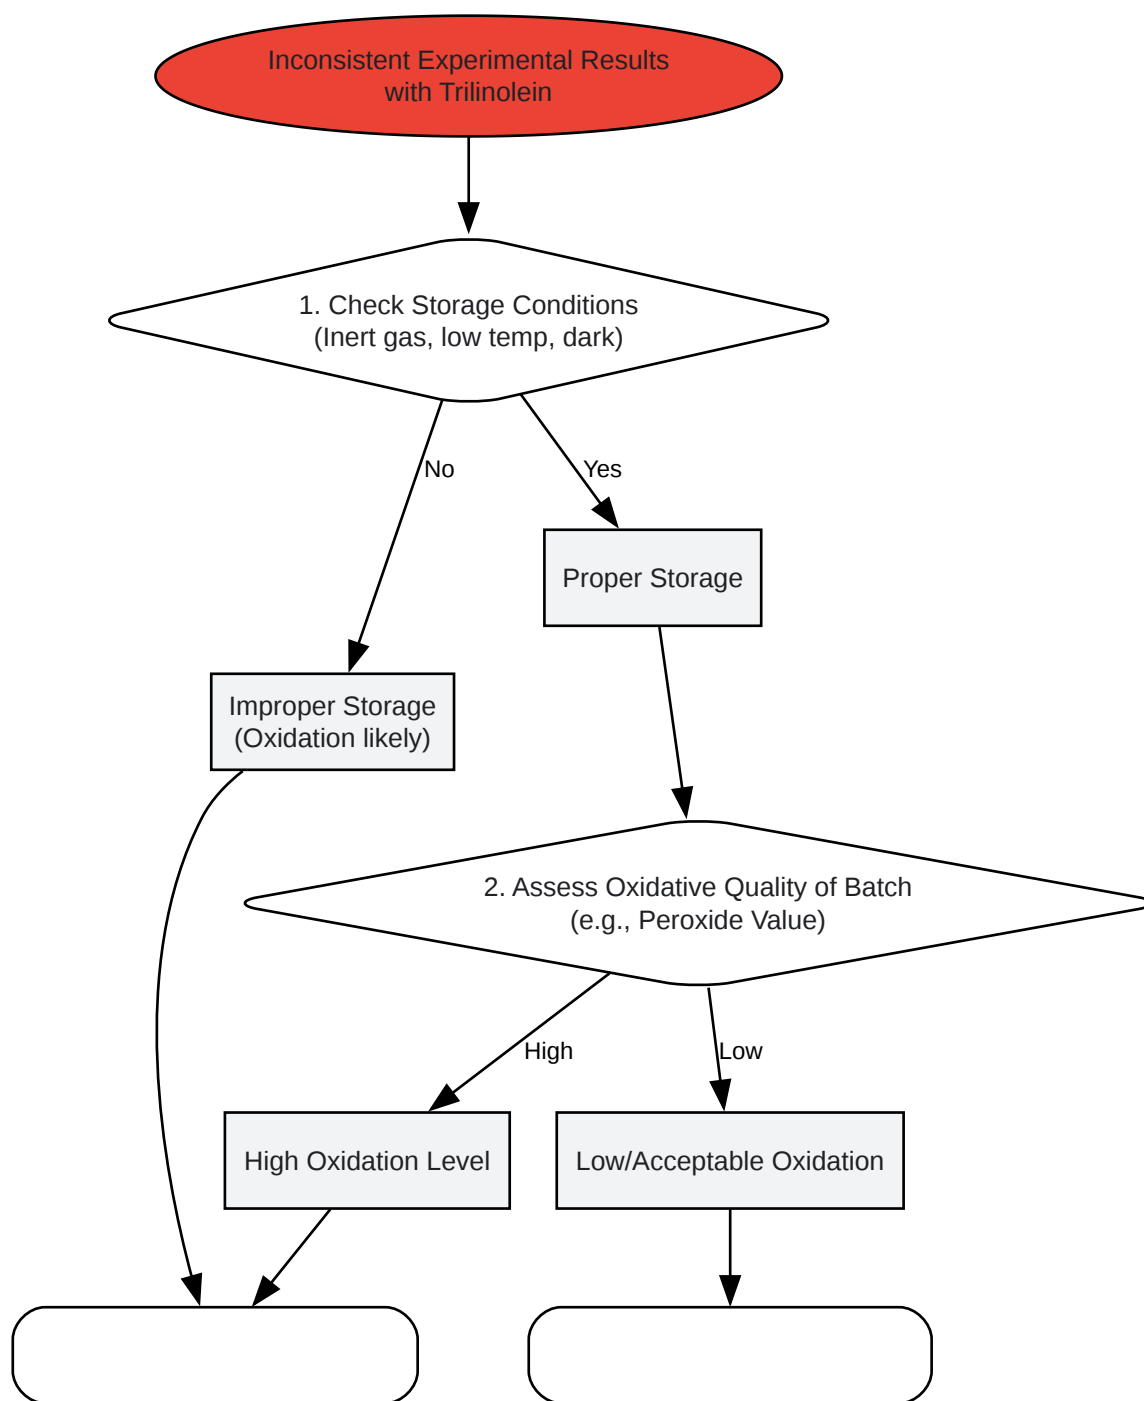 Inconsistent Experimental Results
with Trilinolein
1. Check Storage Conditions
(Inert gas, low temp, dark)
No
Yes
Proper Storage
Improper Storage
(Oxidation likely)
2. Assess Oxidative Quality of Batch
(e.g., Peroxide Value)
High
Low
High Oxidation Level
Low/Acceptable Oxidation